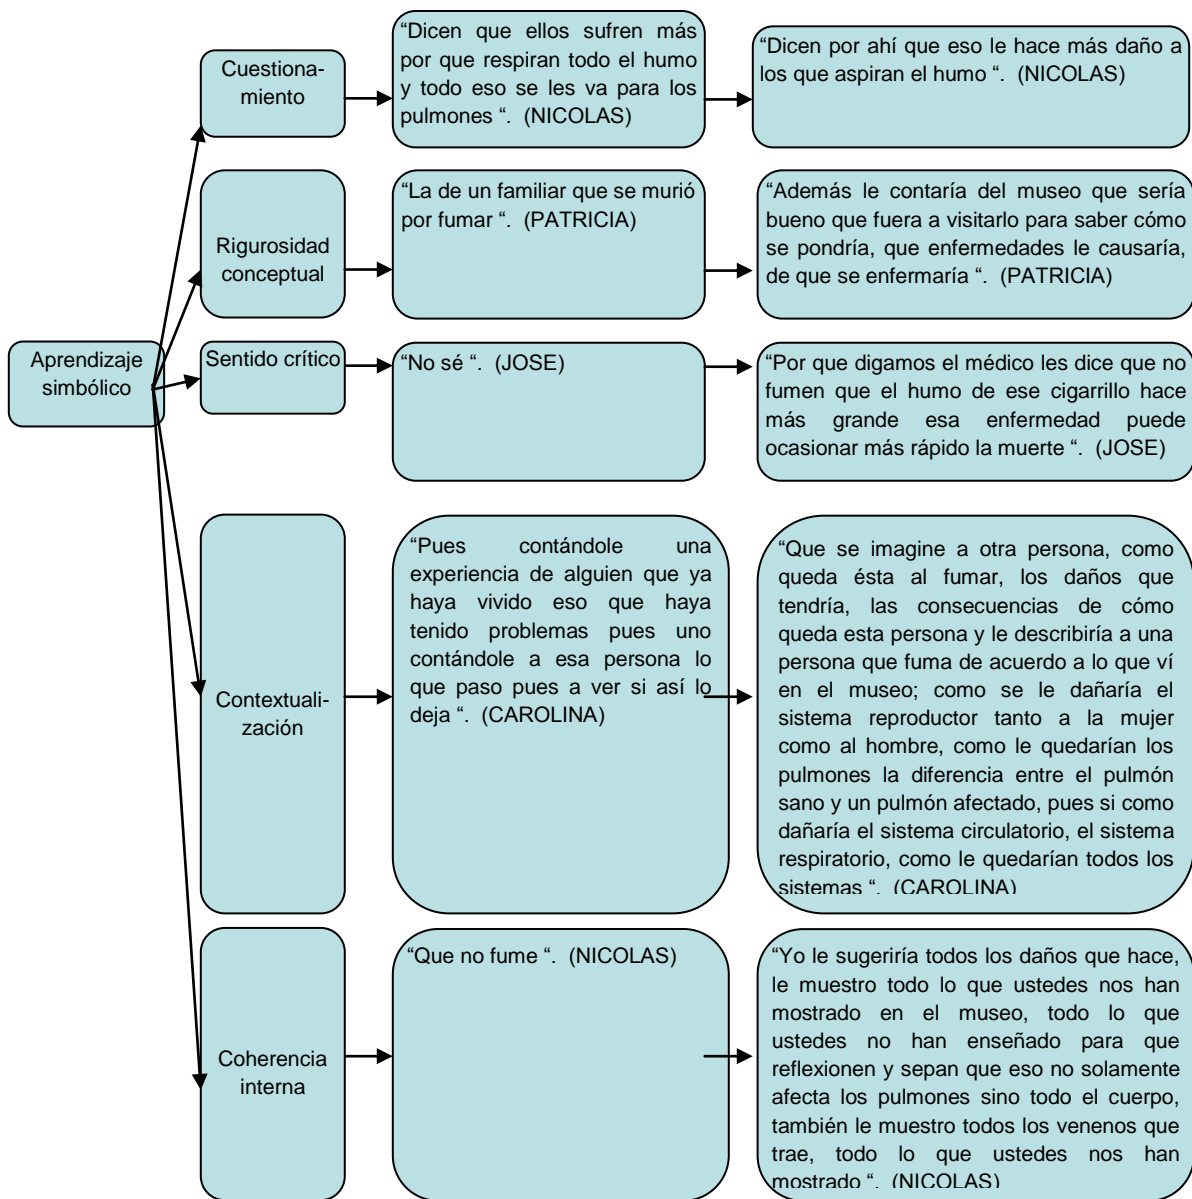 Cuestiona-
miento
“Dicen que ellos sufren más
por que respiran todo el humo
y todo eso se les va para los
pulmones “. (NICOLAS)
“Dicen por ahí que eso le hace más daño a
los que aspiran el humo “. (NICOLAS)
Rigurosidad
conceptual
“La de un familiar que se murió
por fumar “. (PATRICIA)
“Además le contaría del museo que sería
bueno que fuera a visitarlo para saber cómo
se pondría, que enfermedades le causaría,
de que se enfermaría “. (PATRICIA)
Aprendizaje
simbólico
Sentido crítico
“No sé “. (JOSE)
“Por que digamos el médico les dice que no
fumen que el humo de ese cigarrillo hace
más grande esa enfermedad puede
ocasionar más rápido la muerte “. (JOSE)
Contextuali-
zación
“Pues contándole una
experiencia de alguien que ya
haya vivido eso que haya
tenido problemas pues uno
contándole a esa persona lo
que paso pues a ver si así lo
deja “. (CAROLINA)
“Que se imagine a otra persona, como
queda ésta al fumar, los daños que
tendría, las consecuencias de cómo
queda esta persona y le describiría a una
persona que fuma de acuerdo a lo que ví
en el museo; como se le dañaría el
sistema reproductor tanto a la mujer
como al hombre, como le quedarían los
pulmones la diferencia entre el pulmón
sano y un pulmón afectado, pues si como
dañaría el sistema circulatorio, el sistema
respiratorio, como le quedarían todos los
sistemas “. (CAROLINA)
Coherencia
interna
“Que no fume “. (NICOLAS)
“Yo le sugeriría todos los daños que hace,
le muestro todo lo que ustedes nos han
mostrado en el museo, todo lo que
ustedes no han enseñado para que
reflexionen y sepan que eso no solamente
afecta los pulmones sino todo el cuerpo,
también le muestro todos los venenos que
trae, todo lo que ustedes nos han
mostrado “. (NICOLAS)